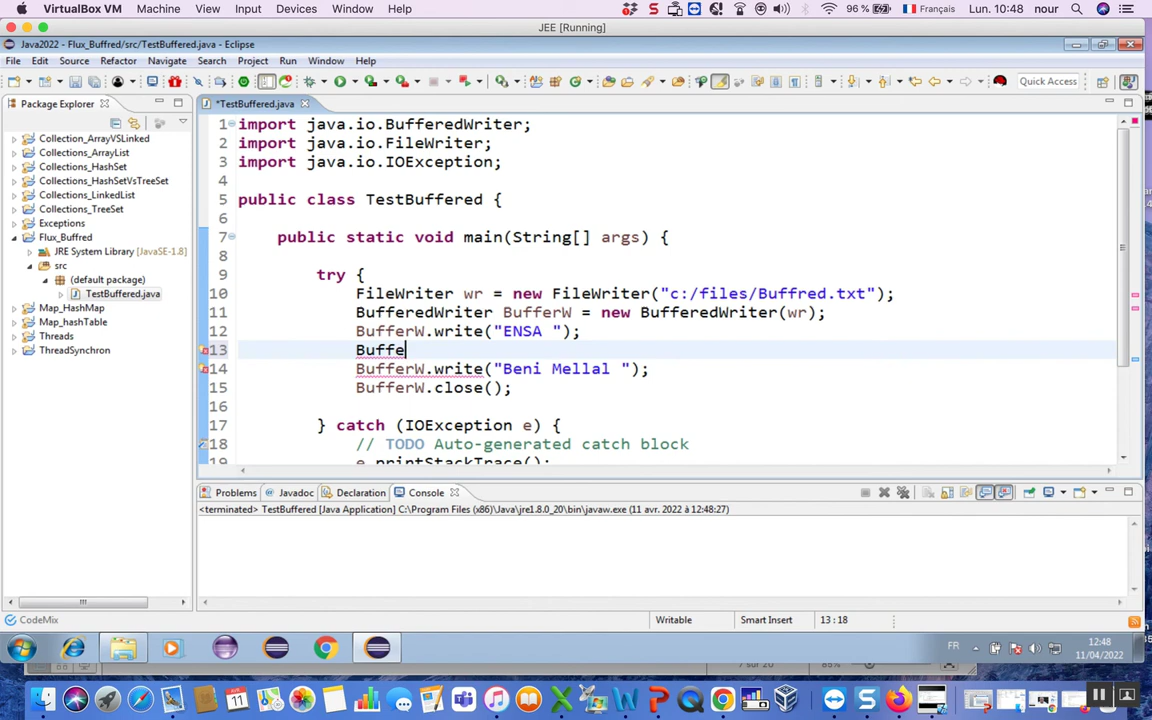 VirtualBox VM Machine View Input Devices Window Help 96 % Français Lun. 10:48 nour
JEE [Running]
Java2022 - Flux_Buffred/src/TestBuffered.java - Eclipse
File Edit Source Refactor Navigate Search Project Run Window Help
Quick Access
Package Explorer
*TestBuffered.java
Collection_ArrayVSLinked
Collections_ArrayList
Collections_HashSet
Collections_HashSetVsTreeSet
Collections_LinkedList
Collections_TreeSet
Exceptions
Flux_Buffred
JRE System Library [JavaSE-1.8]
src
(default package)
TestBuffered.java
Map_HashMap
Map_hashTable
Threads
ThreadSynchron
1 import java.io.BufferedWriter;
2 import java.io.FileWriter;
3 import java.io.IOException;
4
5 public class TestBuffered {
6
7 public static void main(String[] args) {
8
9 try {
10 FileWriter wr = new FileWriter("c:/files/Buffred.txt");
11 BufferedWriter BufferW = new BufferedWriter(wr);
12 BufferW.write("ENSA ");
13 Buffe
14 BufferW.write("Beni Mellal ");
15 BufferW.close();
16
17 } catch (IOException e) {
18 // TODO Auto-generated catch block
19 e.printStackTrace();
Problems Javadoc Declaration Console
<terminated> TestBuffered [Java Application] C:\Program Files (x86)\Java\jre1.8.0_20\bin\javaw.exe (11 avr. 2022 à 12:48:27)
CodeMix
Writable Smart Insert 13 : 18
FR
12:48
11/04/2022
7 sur 20 85%